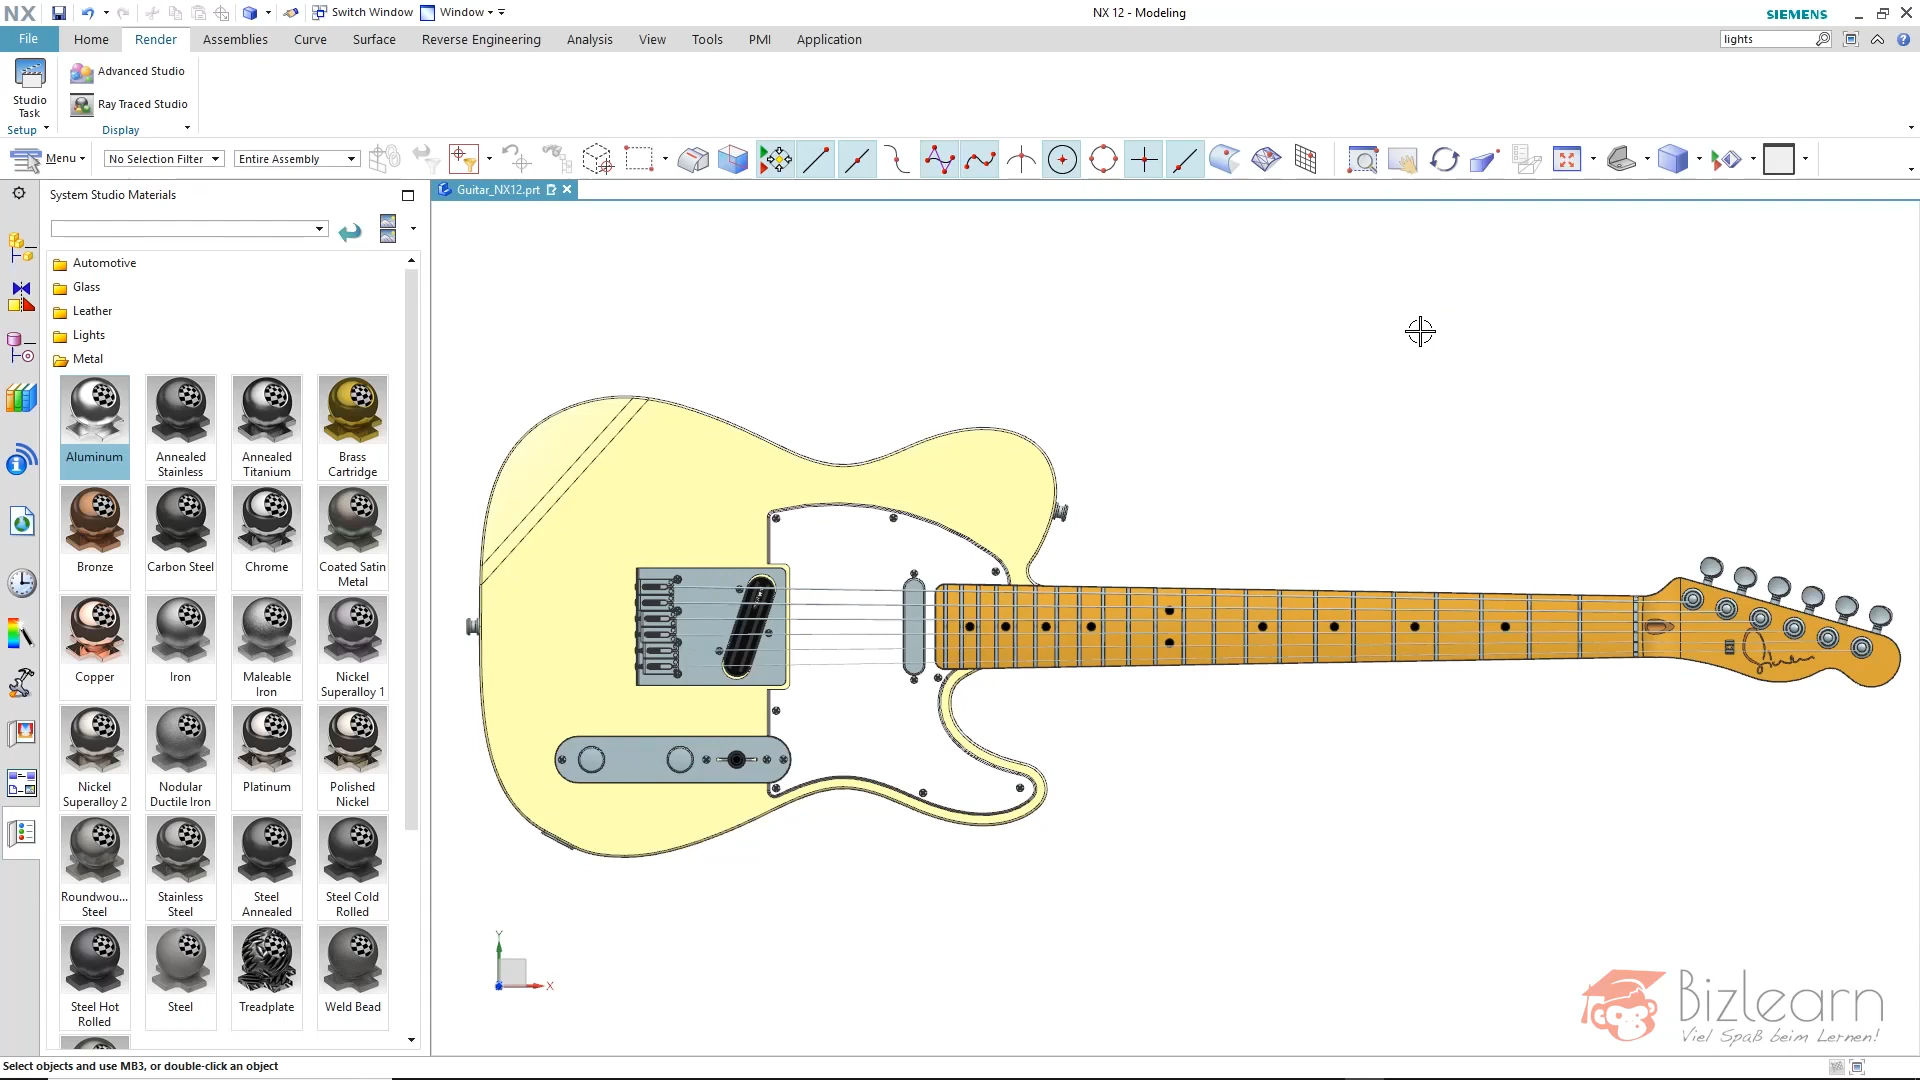 NX
Switch Window
Window
NX 12 - Modeling
SIEMENS
File
Home
Render
Assemblies
Curve
Surface
Reverse Engineering
Analysis
View
Tools
PMI
Application
lights
Studio
Task
Advanced Studio
Ray Traced Studio
Setup
Display
Menu
No Selection Filter
Entire Assembly
System Studio Materials
Guitar_NX12.prt
Automotive
Glass
Leather
Lights
Metal
Aluminum
Annealed
Stainless
Annealed
Titanium
Brass
Cartridge
Bronze
Carbon Steel
Chrome
Coated Satin
Metal
Copper
Iron
Maleable
Iron
Nickel
Superalloy 1
Nickel
Superalloy 2
Nodular
Ductile Iron
Platinum
Polished
Nickel
Roundwou...
Steel
Stainless
Steel
Steel
Annealed
Steel Cold
Rolled
Steel Hot
Rolled
Steel
Treadplate
Weld Bead
Y
X
Bizlearn
Viel Spaß beim Lernen!
Select objects and use MB3, or double-click an object